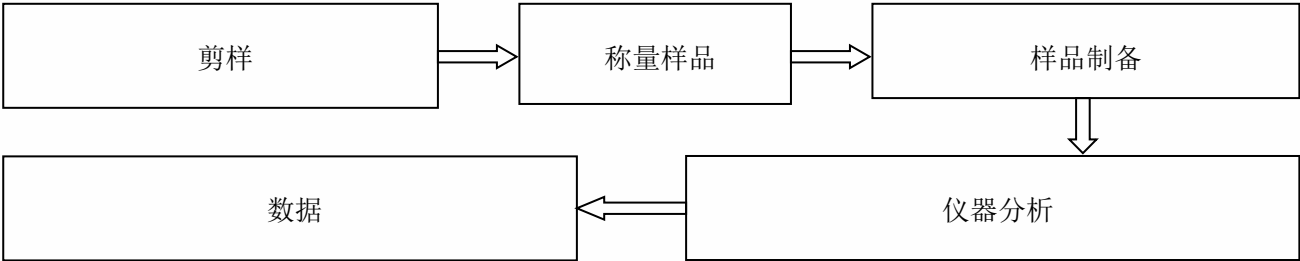 剪样
称量样品
样品制备
仪器分析
数据